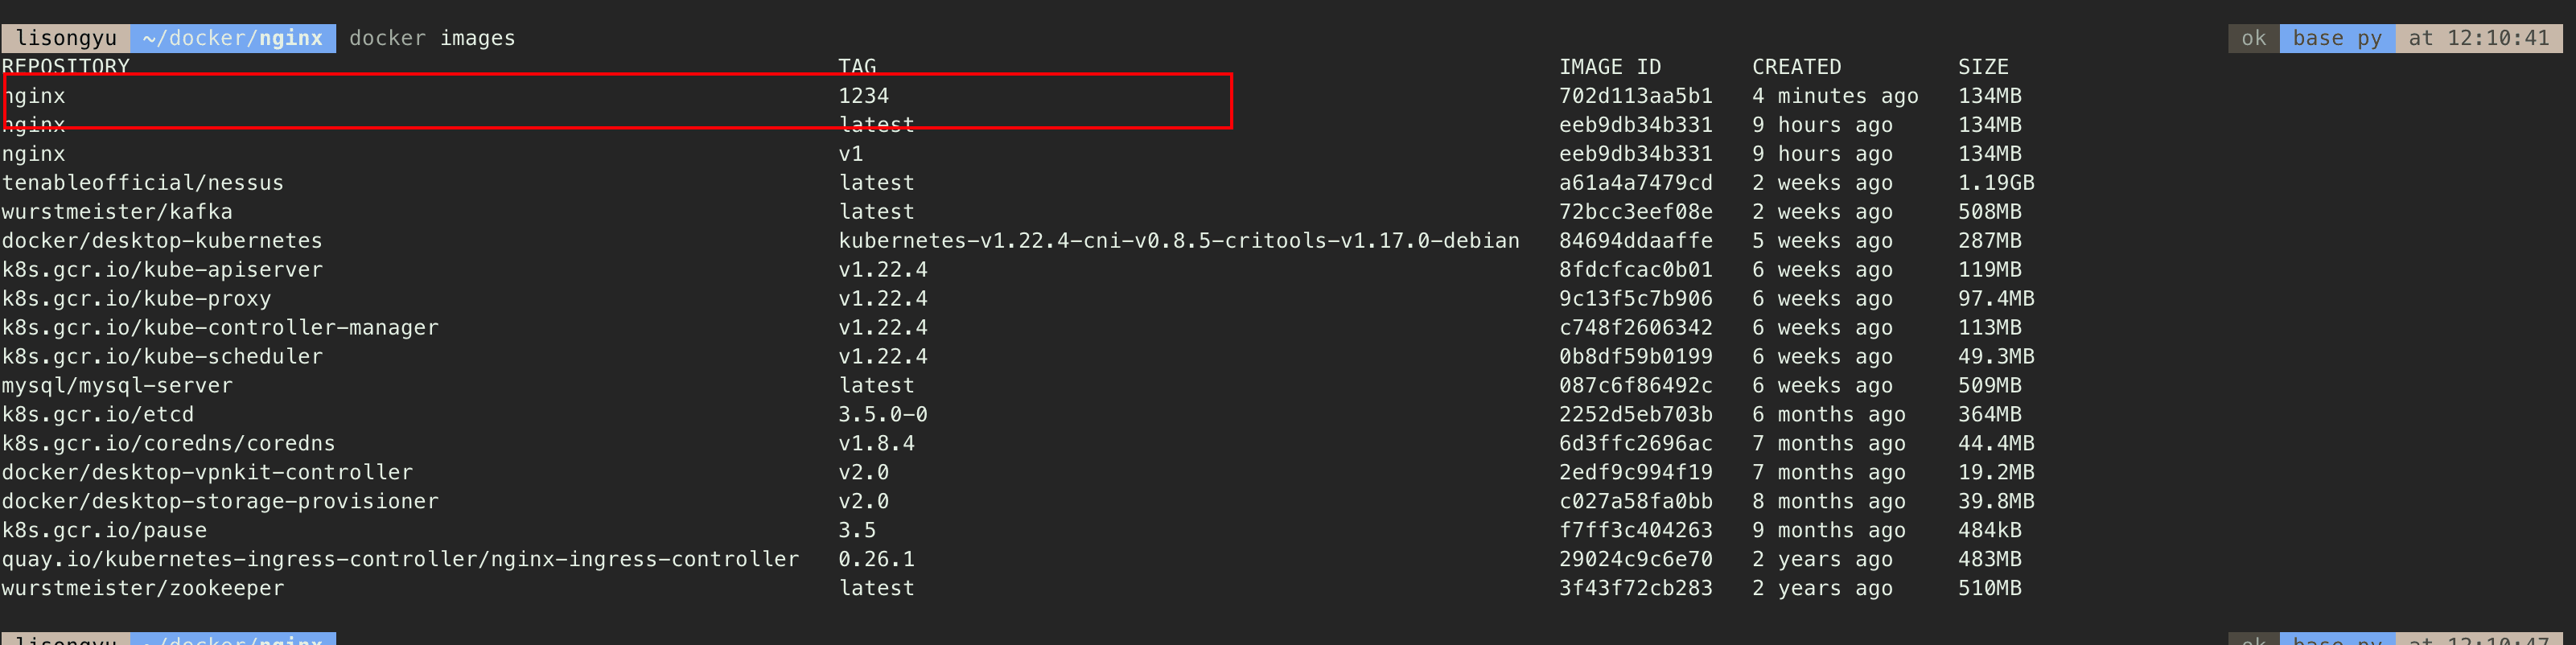 lisongyu ~/docker/nginx docker images ok base py at 12:10:41
REPOSITORY TAG IMAGE ID CREATED SIZE
nginx 1234 702d113aa5b1 4 minutes ago 134MB
nginx latest eeb9db34b331 9 hours ago 134MB
nginx v1 eeb9db34b331 9 hours ago 134MB
tenableofficial/nessus latest a61a4a7479cd 2 weeks ago 1.19GB
wurstmeister/kafka latest 72bcc3eef08e 2 weeks ago 508MB
docker/desktop-kubernetes kubernetes-v1.22.4-cni-v0.8.5-critools-v1.17.0-debian 84694ddaaffe 5 weeks ago 287MB
k8s.gcr.io/kube-apiserver v1.22.4 8fdcfcac0b01 6 weeks ago 119MB
k8s.gcr.io/kube-proxy v1.22.4 9c13f5c7b906 6 weeks ago 97.4MB
k8s.gcr.io/kube-controller-manager v1.22.4 c748f2606342 6 weeks ago 113MB
k8s.gcr.io/kube-scheduler v1.22.4 0b8df59b0199 6 weeks ago 49.3MB
mysql/mysql-server latest 087c6f86492c 6 weeks ago 509MB
k8s.gcr.io/etcd 3.5.0-0 2252d5eb703b 6 months ago 364MB
k8s.gcr.io/coredns/coredns v1.8.4 6d3ffc2696ac 7 months ago 44.4MB
docker/desktop-vpnkit-controller v2.0 2edf9c994f19 7 months ago 19.2MB
docker/desktop-storage-provisioner v2.0 c027a58fa0bb 8 months ago 39.8MB
k8s.gcr.io/pause 3.5 f7ff3c404263 9 months ago 484kB
quay.io/kubernetes-ingress-controller/nginx-ingress-controller 0.26.1 29024c9c6e70 2 years ago 483MB
wurstmeister/zookeeper latest 3f43f72cb283 2 years ago 510MB
lisongyu ~/docker/nginx ok base py at 12:10:47